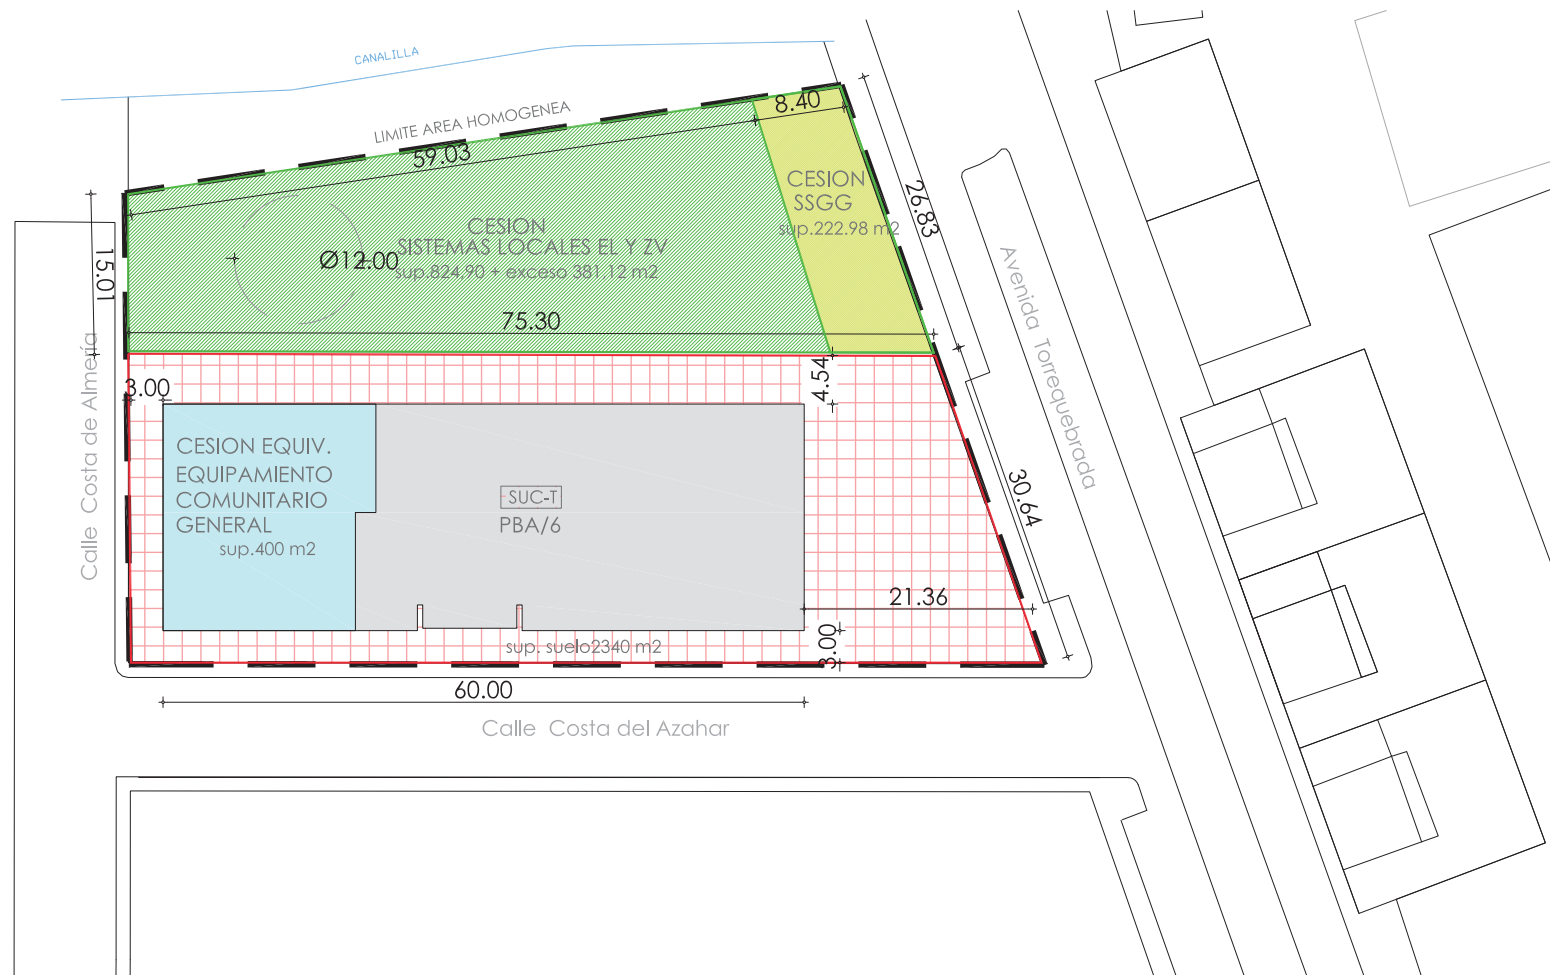 CANALILLA
LIMITE AREA HOMOGENEA
8.40
59.03
CESION
SSGG
sup.222.98 m2
26.83
CESION
SISTEMAS LOCALES EL Y ZV
sup.824,90 + exceso 381,12 m2
Ø12.00
15.01
75.30
Avenida Torrequebrada
Calle Costa de Almería
3.00
4.54
CESION EQUIV.
EQUIPAMIENTO
COMUNITARIO
GENERAL
sup.400 m2
SUC-T
PBA/6
30.64
21.36
3.00
sup. suelo2340 m2
60.00
Calle Costa del Azahar